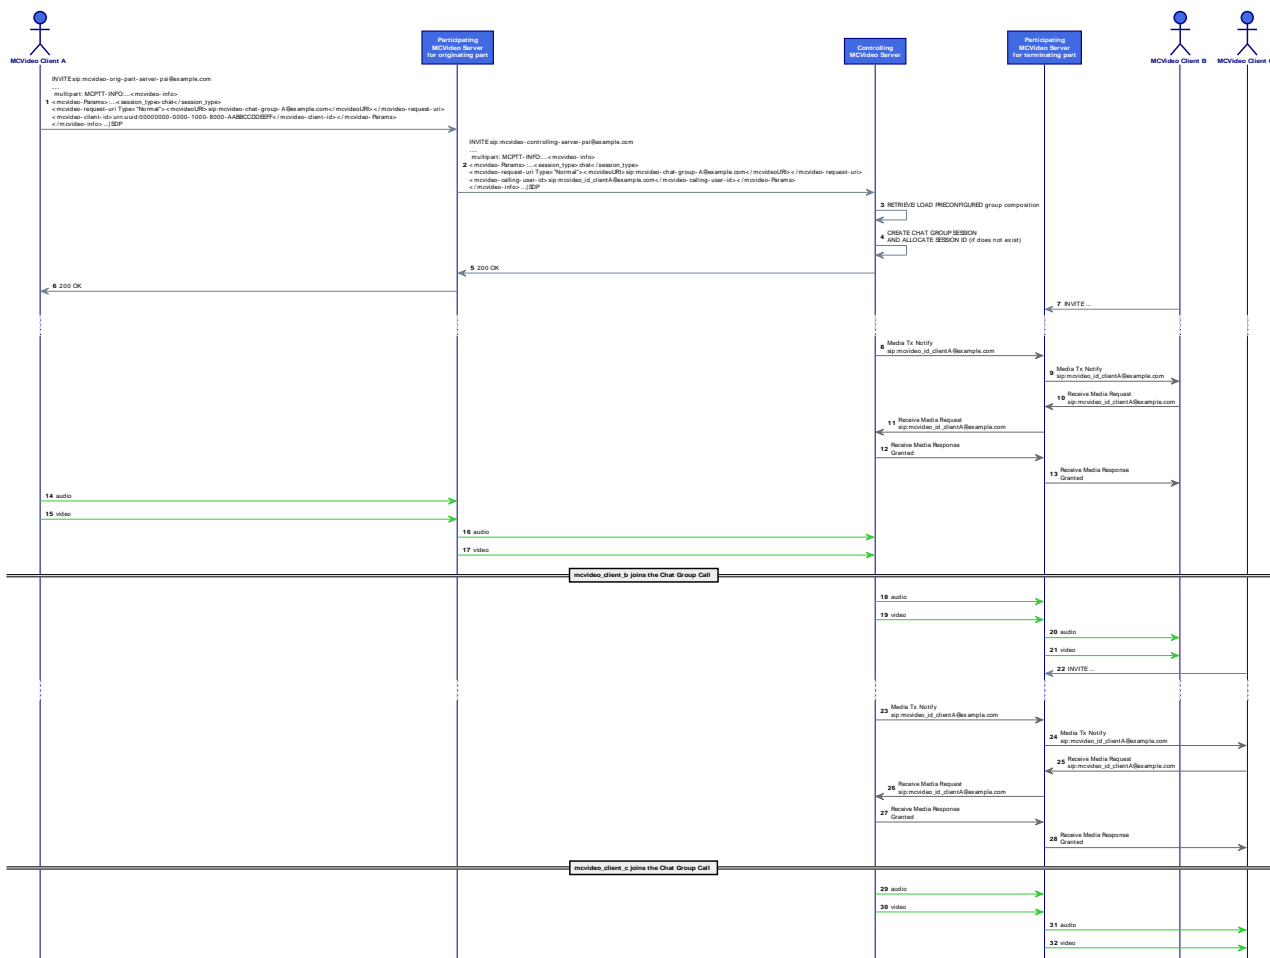 MCVideo Client A
Participating
MCVideo Server
for originating part
Controlling
MCVideo Server
Participating
MCVideo Server
for terminating part
MCVideo Client B
MCVideo Client
INVITE sip:mcvideo-orig-part-server-psi@example.com
...
multipart: MCPTT-INFO:...<mcvideo-info>
1 <mcvideo-Params>:...<session_type>chat</session_type>
<mcvideo-request-uri Type="Normal"><mcvideoURI>sip:mcvideo-chat-group-A@example.com</mcvideoURI></mcvideo-request-uri>
<mcvideo-client-id>urn:uuid:00000000-0000-1000-8000-AABBCCDDEEFF</mcvideo-client-id></mcvideo-Params>
</mcvideo-info>...|SDP
INVITE sip:mcvideo-controlling-server-psi@example.com
...
multipart: MCPTT-INFO:...<mcvideo-info>
<mcvideo-Params>:...<session_type>chat</session_type>
2 <mcvideo-request-uri Type="Normal"><mcvideoURI>sip:mcvideo-chat-group-A@example.com</mcvideoURI></mcvideo-request-uri>
<mcvideo-calling-user-id>sip:mcvideo_id_clientA@example.com</mcvideo-calling-user-id></mcvideo-Params>
</mcvideo-info>...|SDP
3 RETRIEVE/LOAD PRECONFIGURED group composition
4 CREATE CHAT GROUP SESSION
AND ALLOCATE SESSION ID (if does not exist)
5 200 OK
6 200 OK
7 INVITE ...
8 Media Tx Notify
sip:mcvideo_id_clientA@example.com
9 Media Tx Notify
sip:mcvideo_id_clientA@example.com
10 Receive Media Request
sip:mcvideo_id_clientA@example.com
11 Receive Media Request
sip:mcvideo_id_clientA@example.com
12 Receive Media Response
Granted
13 Receive Media Response
Granted
14 audio
15 video
16 audio
17 video
mcvideo_client_b joins the Chat Group Call
18 audio
19 video
20 audio
21 video
22 INVITE ...
23 Media Tx Notify
sip:mcvideo_id_clientA@example.com
24 Media Tx Notify
sip:mcvideo_id_clientA@example.com
25 Receive Media Request
sip:mcvideo_id_clientA@example.com
26 Receive Media Request
sip:mcvideo_id_clientA@example.com
27 Receive Media Response
Granted
28 Receive Media Response
Granted
mcvideo_client_c joins the Chat Group Call
29 audio
30 video
31 audio
32 video